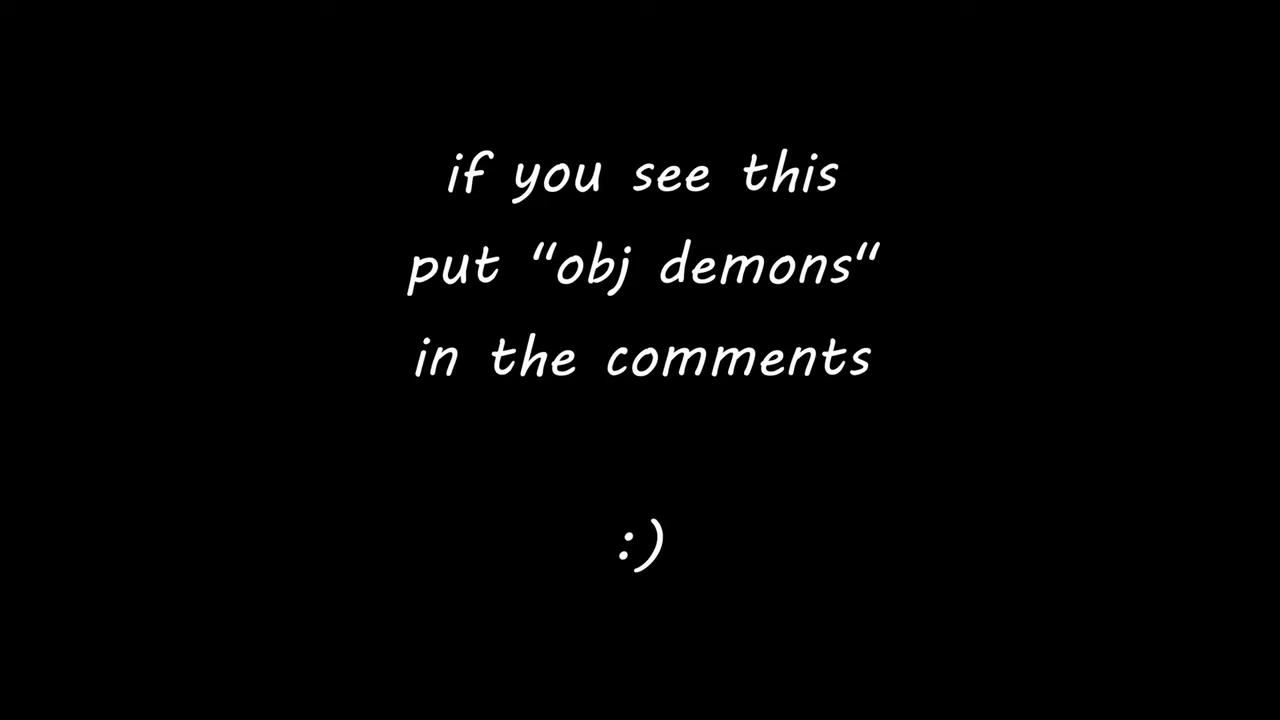 if you see this
put “obj demons“
in the comments
:)